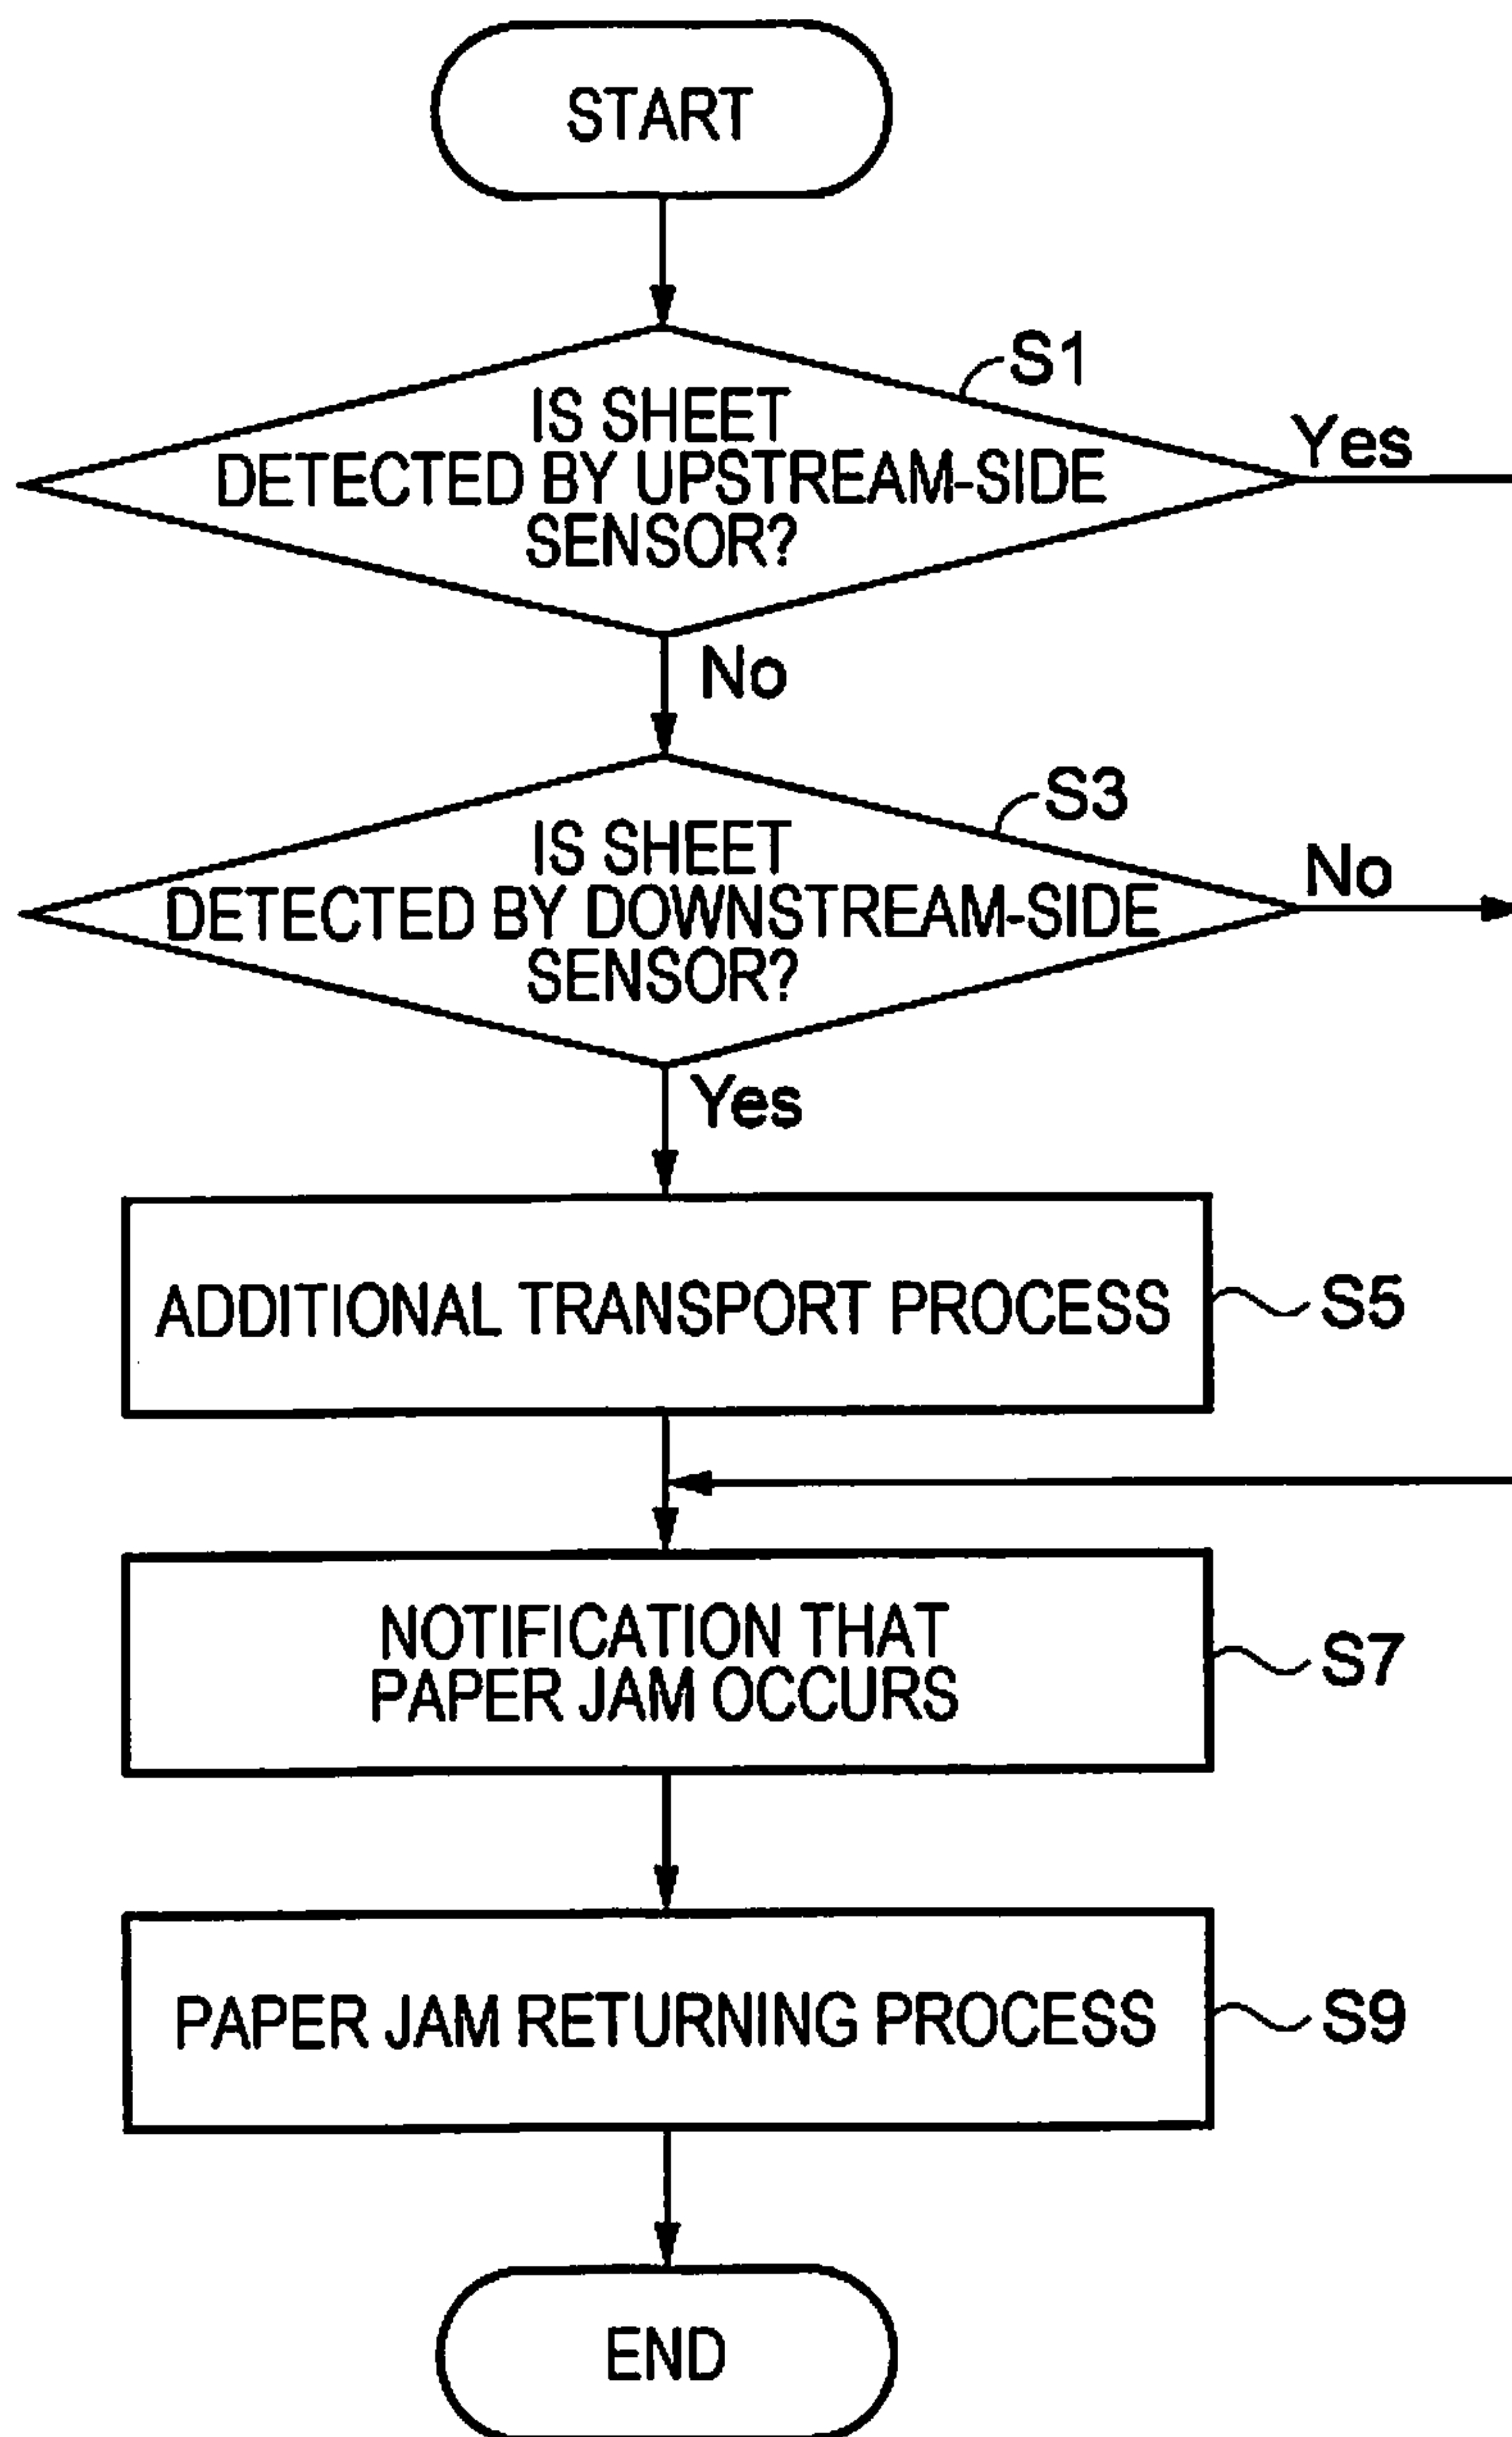 START
S1
IS SHEET
DETECTED BY UPSTREAM-SIDE
SENSOR?
Yes
No
S3
IS SHEET
DETECTED BY DOWNSTREAM-SIDE
SENSOR?
No
Yes
ADDITIONAL TRANSPORT PROCESS
S5
NOTIFICATION THAT
PAPER JAM OCCURS
S7
PAPER JAM RETURNING PROCESS
S9
END